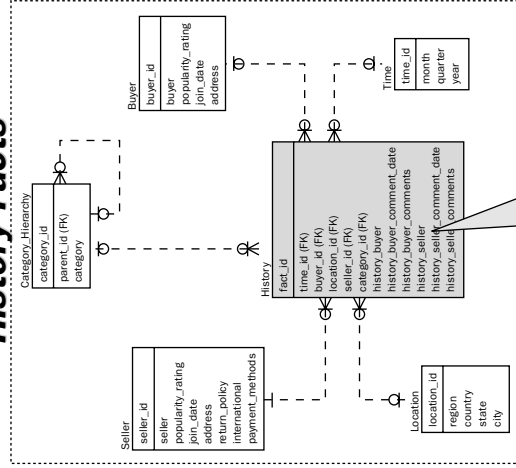 History Facts
Category_Hierarchy
category_id
parent_id (FK)
category
Buyer
buyer_id
buyer
popularity_rating
join_date
address
Time
time_id
month
quarter
year
History
fact_id
time_id (FK)
buyer_id (FK)
location_id (FK)
seller_id (FK)
category_id (FK)
history_buyer
history_buyer_comment_date
history_buyer_comments
history_seller
history_seller_comment_date
history_seller_comments
Seller
seller_id
seller
popularity_rating
join_date
address
return_policy
international
payment_methods
Location
location_id
region
country
state
city